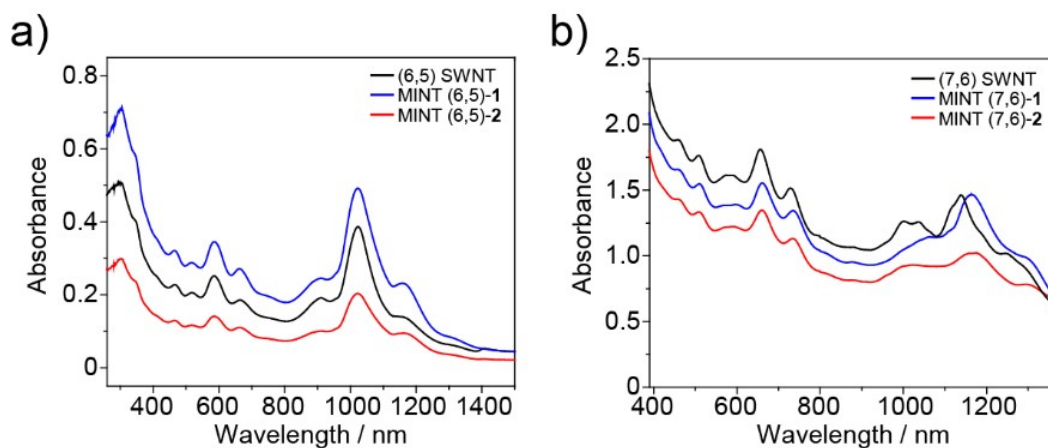 a)
0.8
0.6
0.4
0.2
0
Absorbance
(6,5) SWNT
MINT (6,5)-1
MINT (6,5)-2
400 600 800 1000 1200 1400
Wavelength / nm
b)
2.5
2.0
1.5
1.0
0.5
0
Absorbance
(7,6) SWNT
MINT (7,6)-1
MINT (7,6)-2
400 600 800 1000 1200
Wavelength / nm